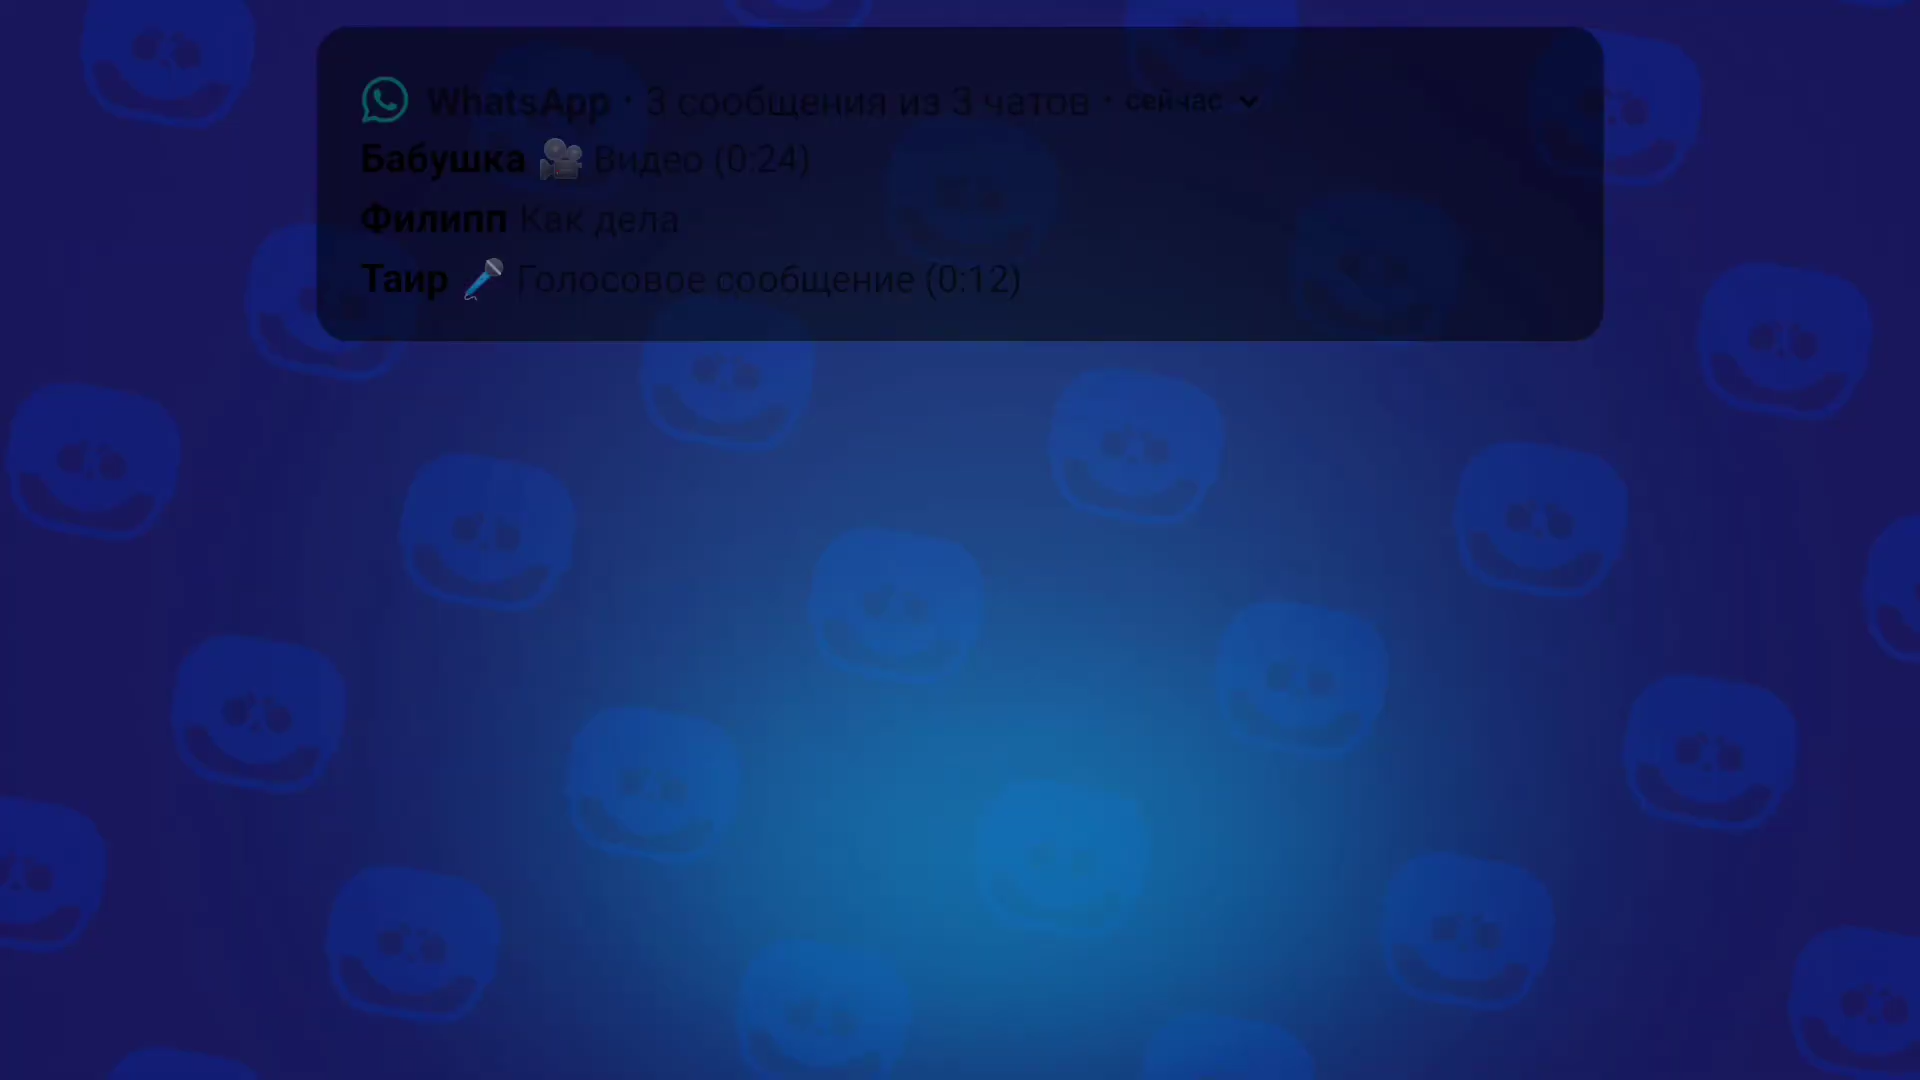 WhatsApp · 3 сообщения из 3 чатов · сейчас
Бабушка 🎥 Видео (0:24)
Филипп Как дела
Таир 🎤 Голосовое сообщение (0:12)